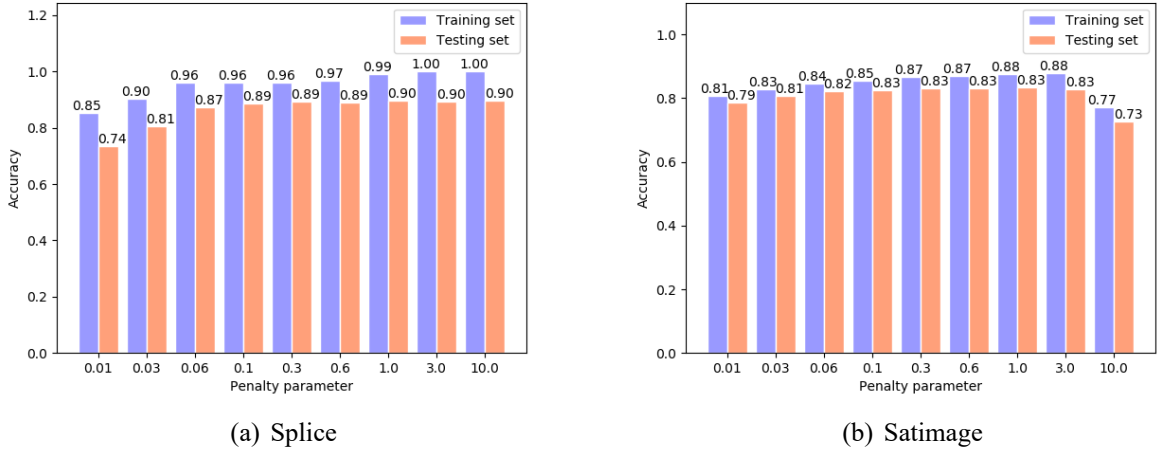 Training set
Testing set
1.2
1.0
0.8
0.6
0.4
0.2
0.0
Accuracy
0.85 0.90 0.96 0.96 0.96 0.97 0.99 1.00 1.00
0.74 0.81 0.87 0.89 0.89 0.89 0.90 0.90 0.90
0.01 0.03 0.06 0.1 0.3 0.6 1.0 3.0 10.0
Penalty parameter
(a) Splice
Training set
Testing set
1.0
0.8
0.6
0.4
0.2
0.0
Accuracy
0.81 0.83 0.84 0.85 0.87 0.87 0.88 0.88 0.77
0.79 0.81 0.82 0.83 0.83 0.83 0.83 0.83 0.73
0.01 0.03 0.06 0.1 0.3 0.6 1.0 3.0 10.0
Penalty parameter
(b) Satimage